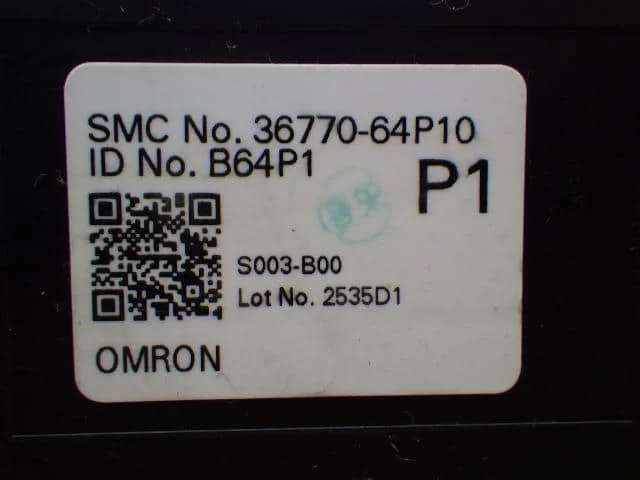 SMC No. 36770-64P10
ID No. B64P1
P1
S003-B00
Lot No. 2535D1
OMRON